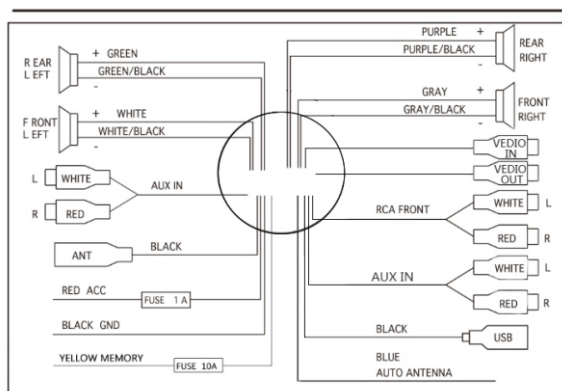 R EAR
L EFT
+ GREEN
GREEN/BLACK
-
F RONT
L EFT
+ WHITE
WHITE/BLACK
-
L WHITE
R RED
AUX IN
ANT
BLACK
RED ACC
FUSE 1 A
BLACK GND
YELLOW MEMORY
FUSE 10A
PURPLE +
PURPLE/BLACK
-
REAR
RIGHT
GRAY +
GRAY/BLACK
-
FRONT
RIGHT
VEDIO
IN
VEDIO
OUT
RCA FRONT
WHITE L
RED R
AUX IN
WHITE L
RED R
BLACK
USB
BLUE
AUTO ANTENNA